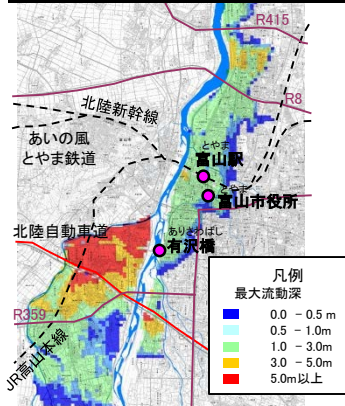 R415
R8
北陸新幹線
あいの風
とやま鉄道
とやま
富山駅
とやま
富山市役所
北陸自動車道
ありさわばし
有沢橋
R359
JR高山本線
凡例
最大流動深
0.0 - 0.5 m
0.5 - 1.0m
1.0 - 3.0m
3.0 - 5.0m
5.0m以上